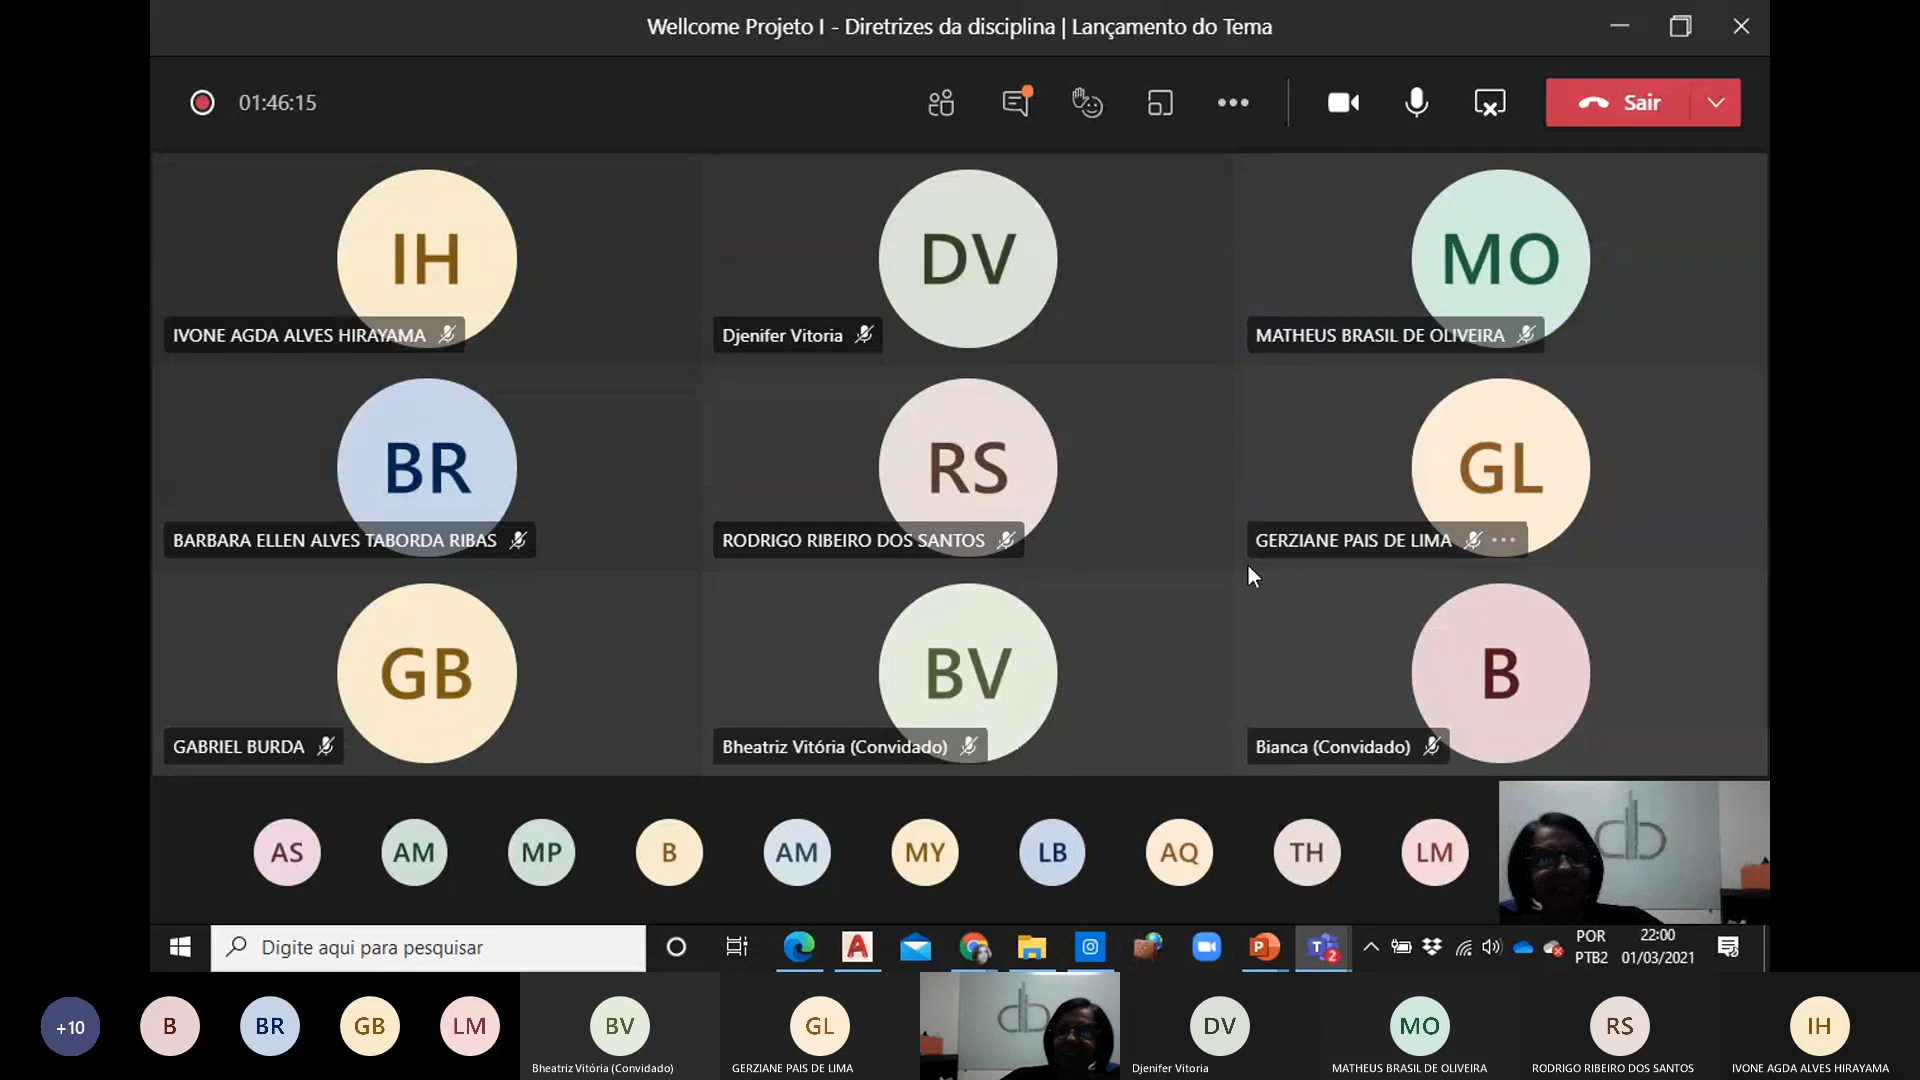 Wellcome Projeto I - Diretrizes da disciplina | Lançamento do Tema
01:46:15
Sair
IH
DV
MO
IVONE AGDA ALVES HIRAYAMA
Djenifer Vitoria
MATHEUS BRASIL DE OLIVEIRA
BR
RS
GL
BARBARA ELLEN ALVES TABORDA RIBAS
RODRIGO RIBEIRO DOS SANTOS
GERZIANE PAIS DE LIMA
GB
BV
B
GABRIEL BURDA
Bheatriz Vitória (Convidado)
Bianca (Convidado)
AS
AM
MP
B
AM
MY
LB
AQ
TH
LM
db
Digite aqui para pesquisar
2
POR
PTB2
22:00
01/03/2021
+10
B
BR
GB
LM
BV
GL
db
DV
MO
RS
IH
Bheatriz Vitória (Convidado)
GERZIANE PAIS DE LIMA
Djenifer Vitoria
MATHEUS BRASIL DE OLIVEIRA
RODRIGO RIBEIRO DOS SANTOS
IVONE AGDA ALVES HIRAYAMA